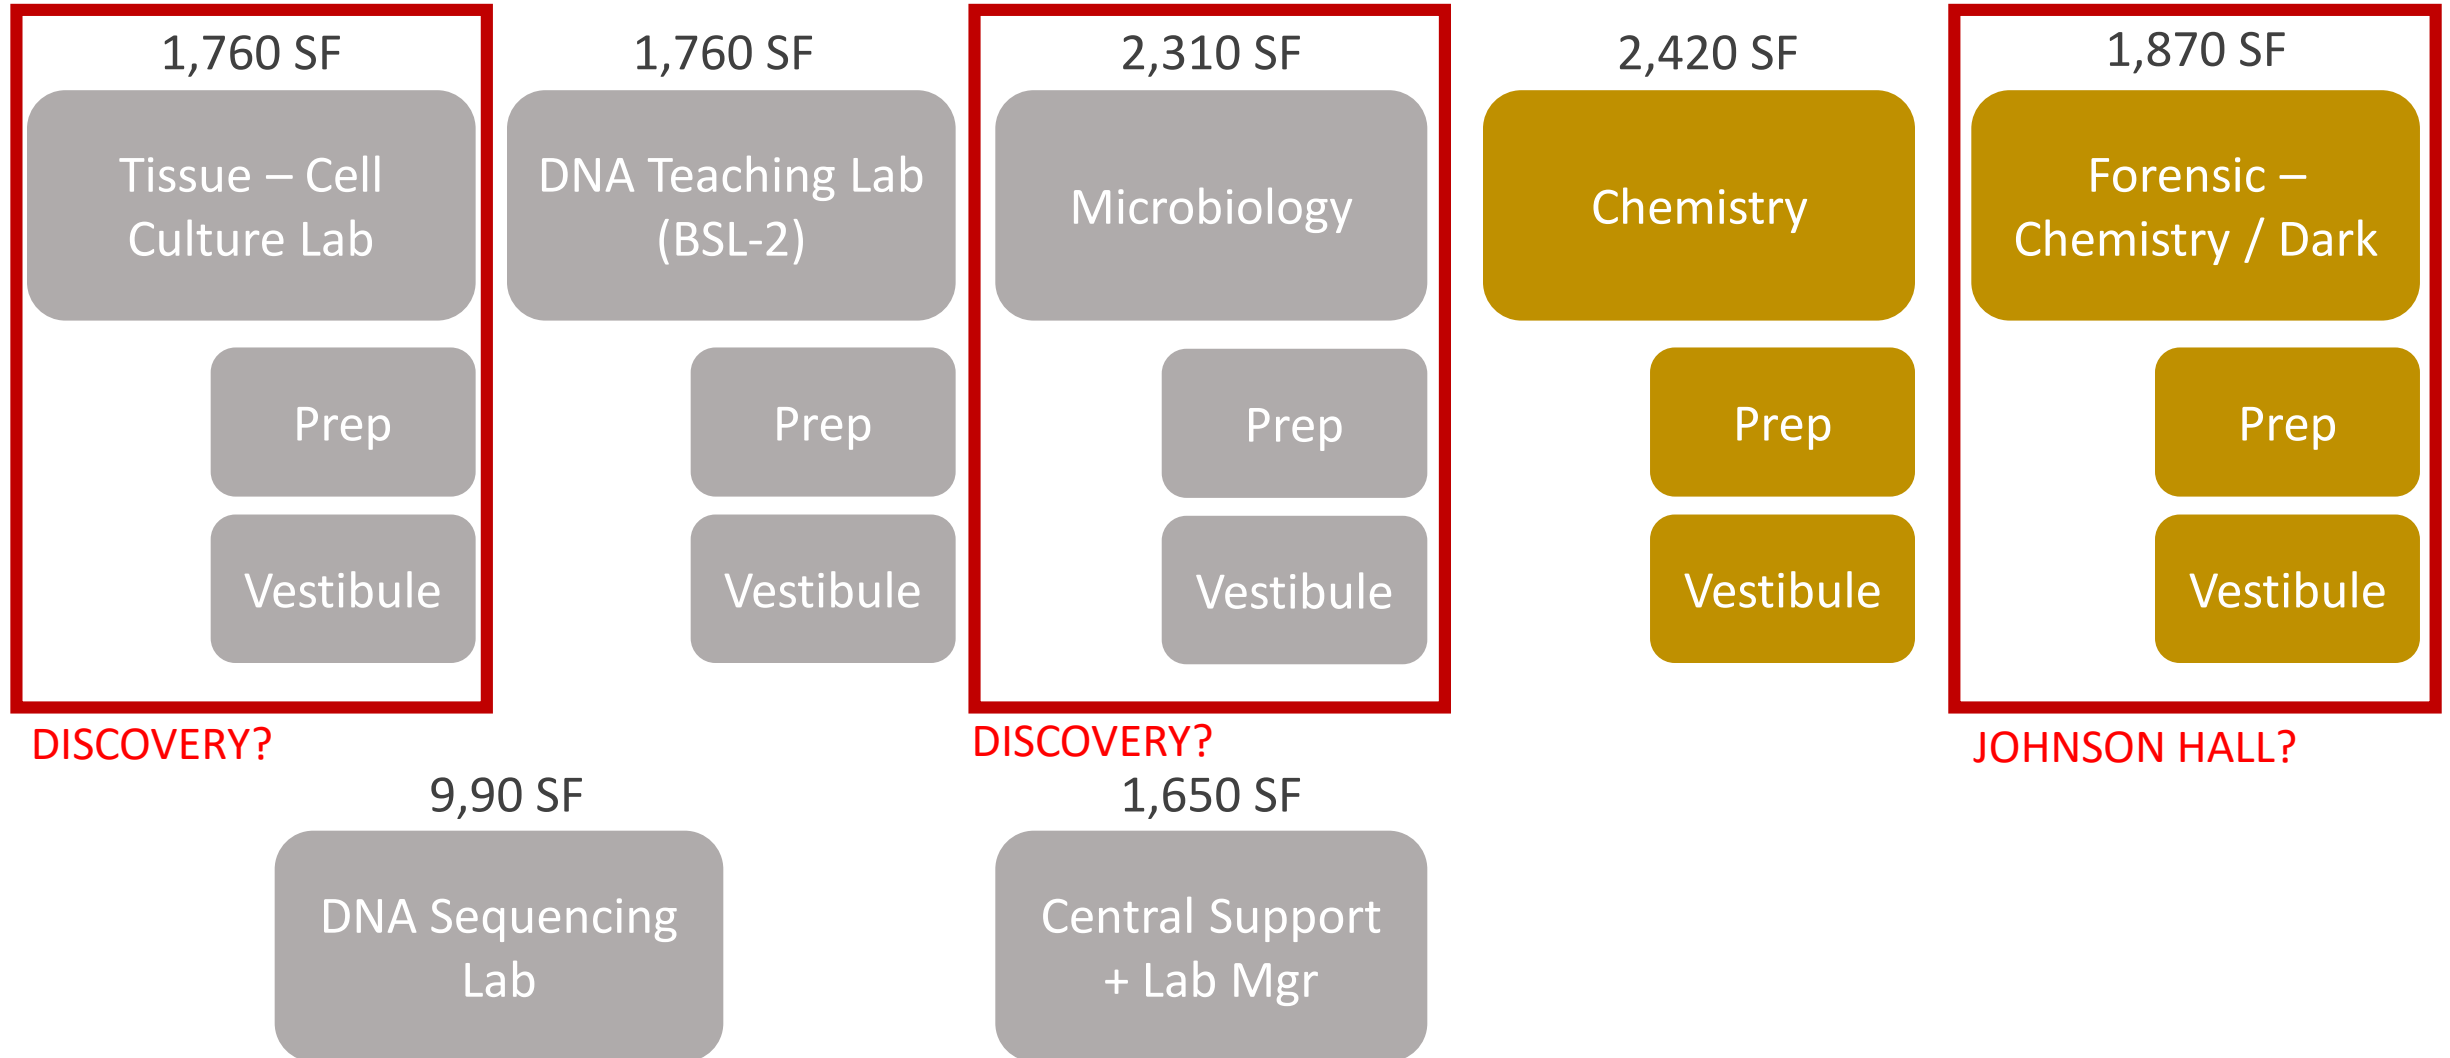 1,760 SF
1,760 SF
2,310 SF
2,420 SF
1,870 SF
Tissue – Cell
Culture Lab
DNA Teaching Lab
(BSL-2)
Microbiology
Chemistry
Forensic –
Chemistry / Dark
Prep
Prep
Prep
Prep
Prep
Vestibule
Vestibule
Vestibule
Vestibule
Vestibule
DISCOVERY?
DISCOVERY?
JOHNSON HALL?
9,90 SF
1,650 SF
DNA Sequencing
Lab
Central Support
+ Lab Mgr